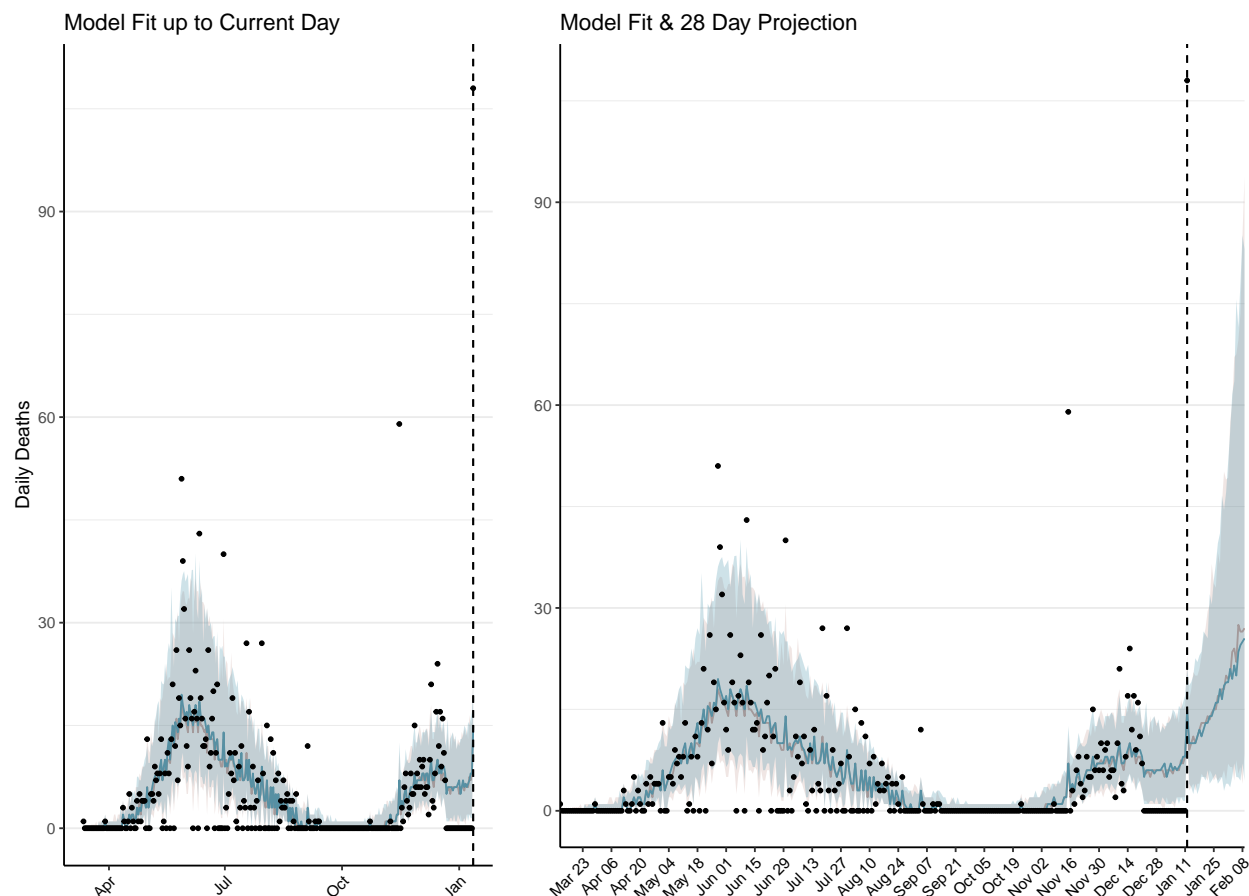 Model Fit up to Current Day
Daily Deaths
90
60
30
0
Apr
Jul
Oct
Jan
Model Fit & 28 Day Projection
90
60
30
0
Mar 23
Apr 06
Apr 20
May 04
May 18
Jun 01
Jun 15
Jun 29
Jul 13
Jul 27
Aug 10
Aug 24
Sep 07
Sep 21
Oct 05
Oct 19
Nov 02
Nov 16
Nov 30
Dec 14
Dec 28
Jan 11
Jan 25
Feb 08